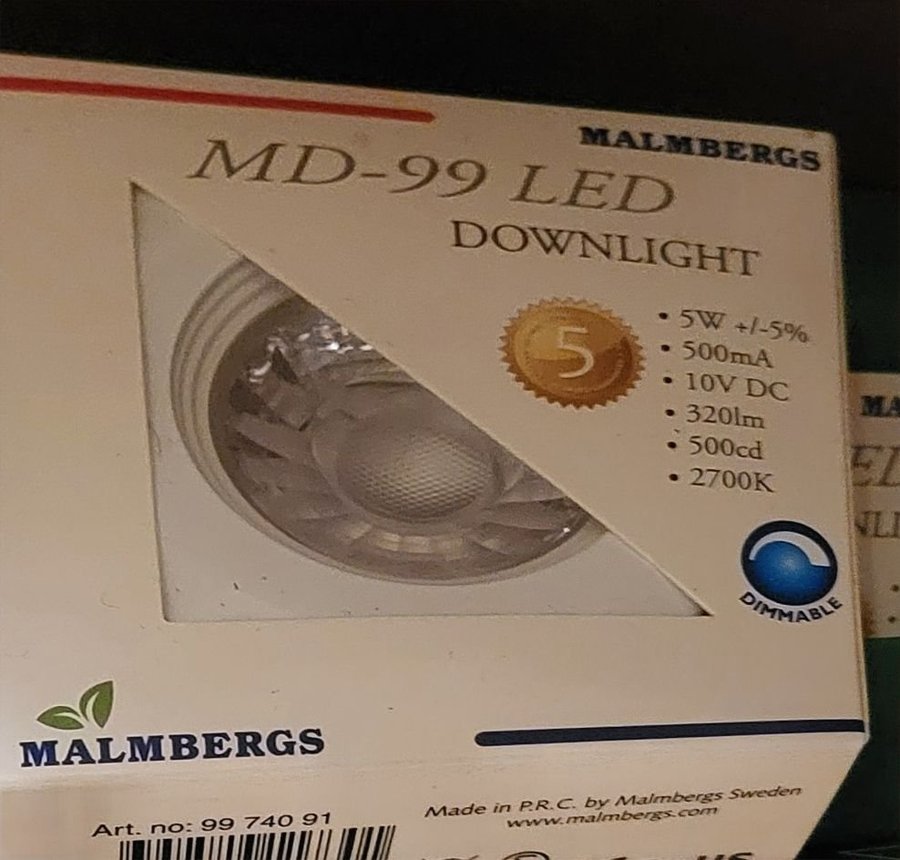 MALMBERGS
MD-99 LED
DOWNLIGHT
5
• 5W +/-5%
• 500mA
• 10V DC
• 320lm
• 500cd
• 2700K
DIMMABLE
MALMBERGS
Art. no: 99 740 91
Made in P.R.C. by Malmbergs Sweden
www.malmbergs.com
MA